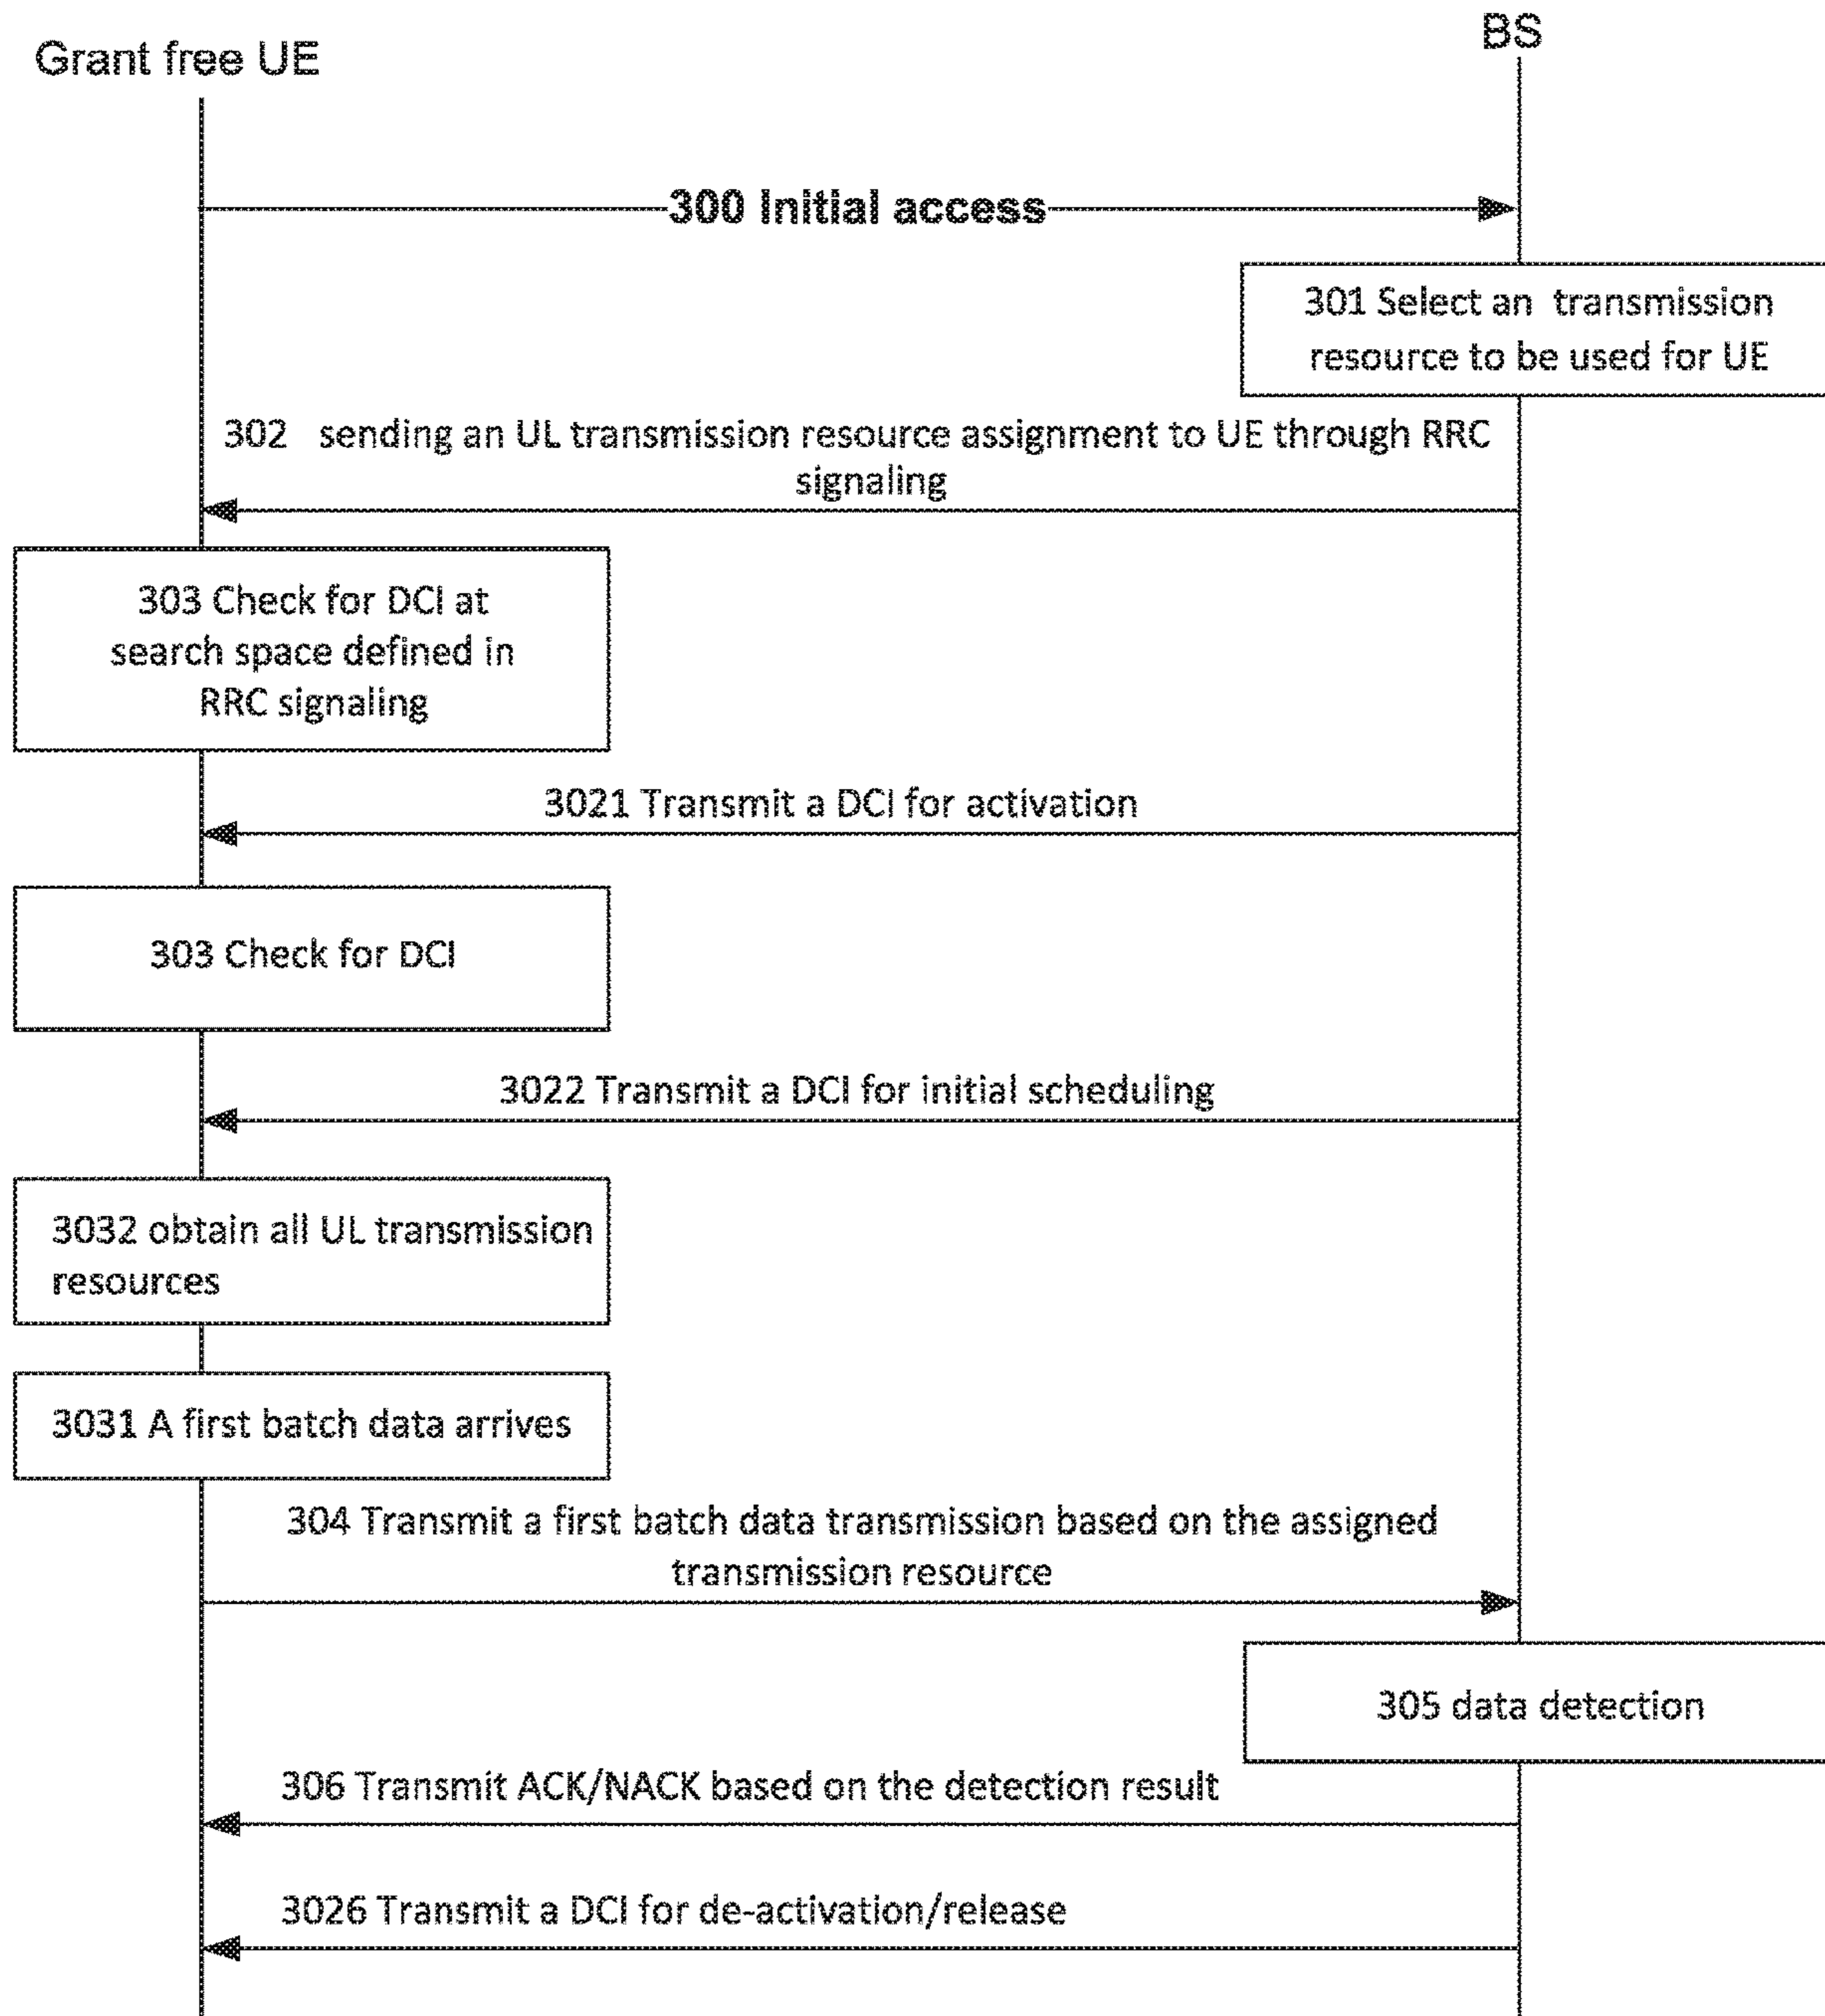 Grant free UE
BS
300 Initial access
301 Select an transmission
resource to be used for UE
302 sending an UL transmission resource assignment to UE through RRC
signaling
303 Check for DCI at
search space defined in
RRC signaling
3021 Transmit a DCI for activation
303 Check for DCI
3022 Transmit a DCI for initial scheduling
3032 obtain all UL transmission
resources
3031 A first batch data arrives
304 Transmit a first batch data transmission based on the assigned
transmission resource
305 data detection
306 Transmit ACK/NACK based on the detection result
3026 Transmit a DCI for de-activation/release